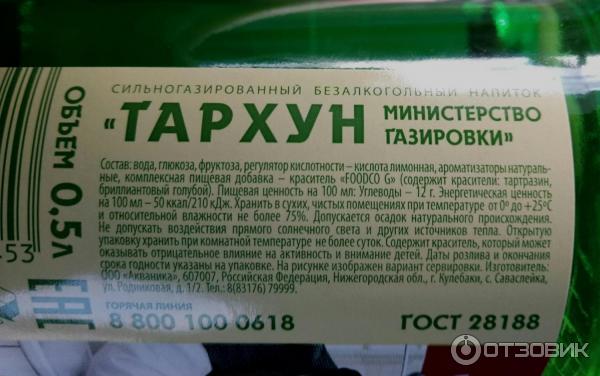 СИЛЬНОГАЗИРОВАННЫЙ БЕЗАЛКОГОЛЬНЫЙ НАПИТОК
«ТАРХУН МИНИСТЕРСТВО
ГАЗИРОВКИ»
Состав: вода, глюкоза, фруктоза, регулятор кислотности – кислота лимонная, ароматизаторы натураль-
ные, комплексная пищевая добавка – краситель «FOODCO G» (содержит красители: тартразин,
бриллиантовый голубой). Пищевая ценность на 100 мл: Углеводы – 12 г. Энергетическая ценность
на 100 мл – 50 ккал/210 кДж. Хранить в сухих, чистых помещениях при температуре от 0° до +25°С
и относительной влажности не более 75%. Допускается осадок натурального происхождения.
Не допускать воздействия прямого солнечного света и других источников тепла. Открытую
упаковку хранить при комнатной температуре не более суток. Содержит краситель, который может
оказывать отрицательное влияние на активность и внимание детей. Даты розлива и окончания
срока годности указаны на упаковке. На рисунке изображен вариант сервировки. Изготовитель:
ООО «Акваника», 607007, Российская Федерация, Нижегородская обл., г. Кулебаки, с. Саваслейка,
ул. Родниковая, д. 1/2. Тел.: 8(83176) 79999.
ГОРЯЧАЯ ЛИНИЯ
8 800 100 0618
ГОСТ 28188
ОБЪЕМ 0,5Л
53
ЕАС
ОТЗОВИК